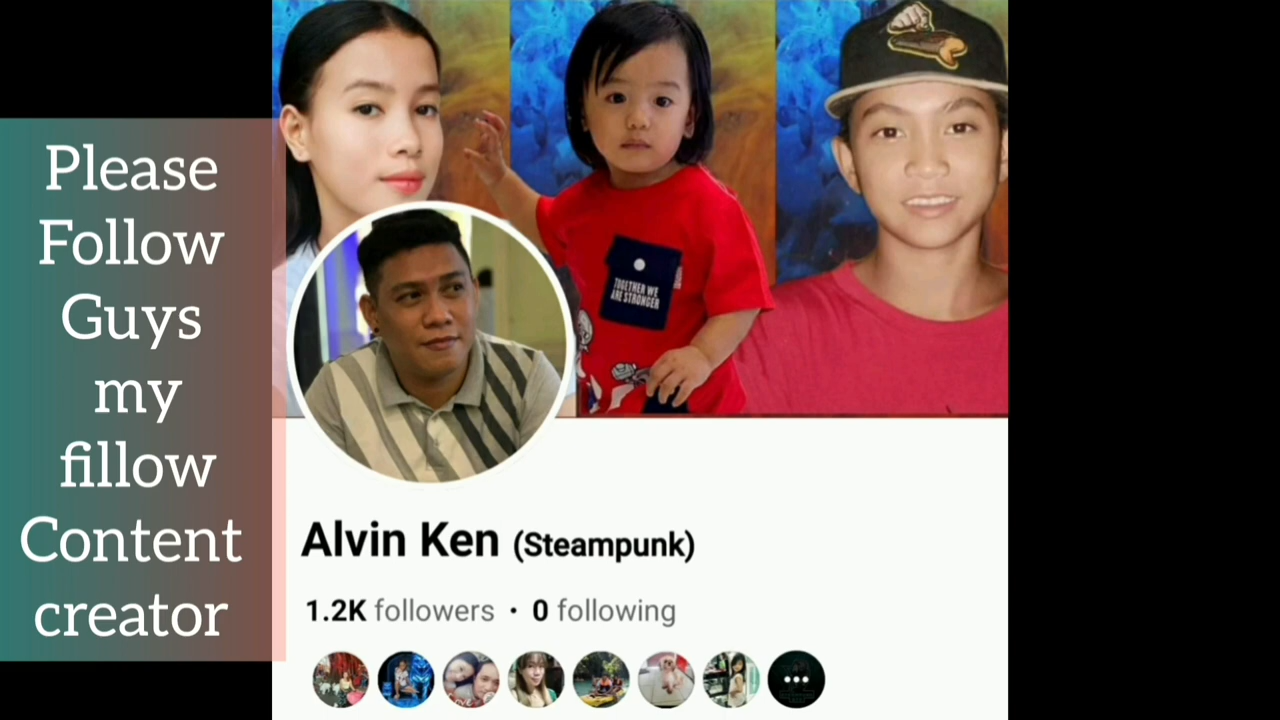 Please
Follow
Guys
my
fillow
Content
creator
TOGETHER WE
ARE STRONGER
Alvin Ken (Steampunk)
1.2K followers • 0 following